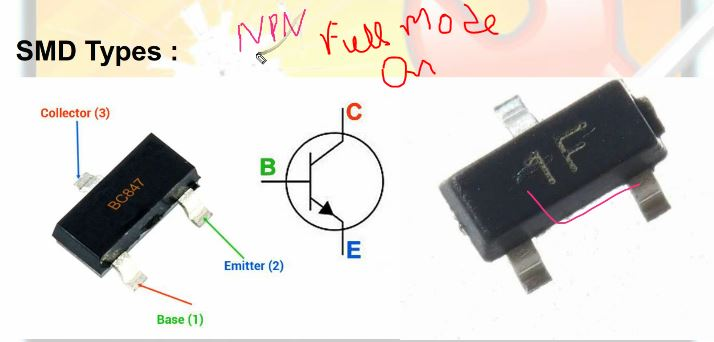 SMD Types :
NPN
Full Mode
On
Collector (3)
BC847
Emitter (2)
Base (1)
C
B
E
1F